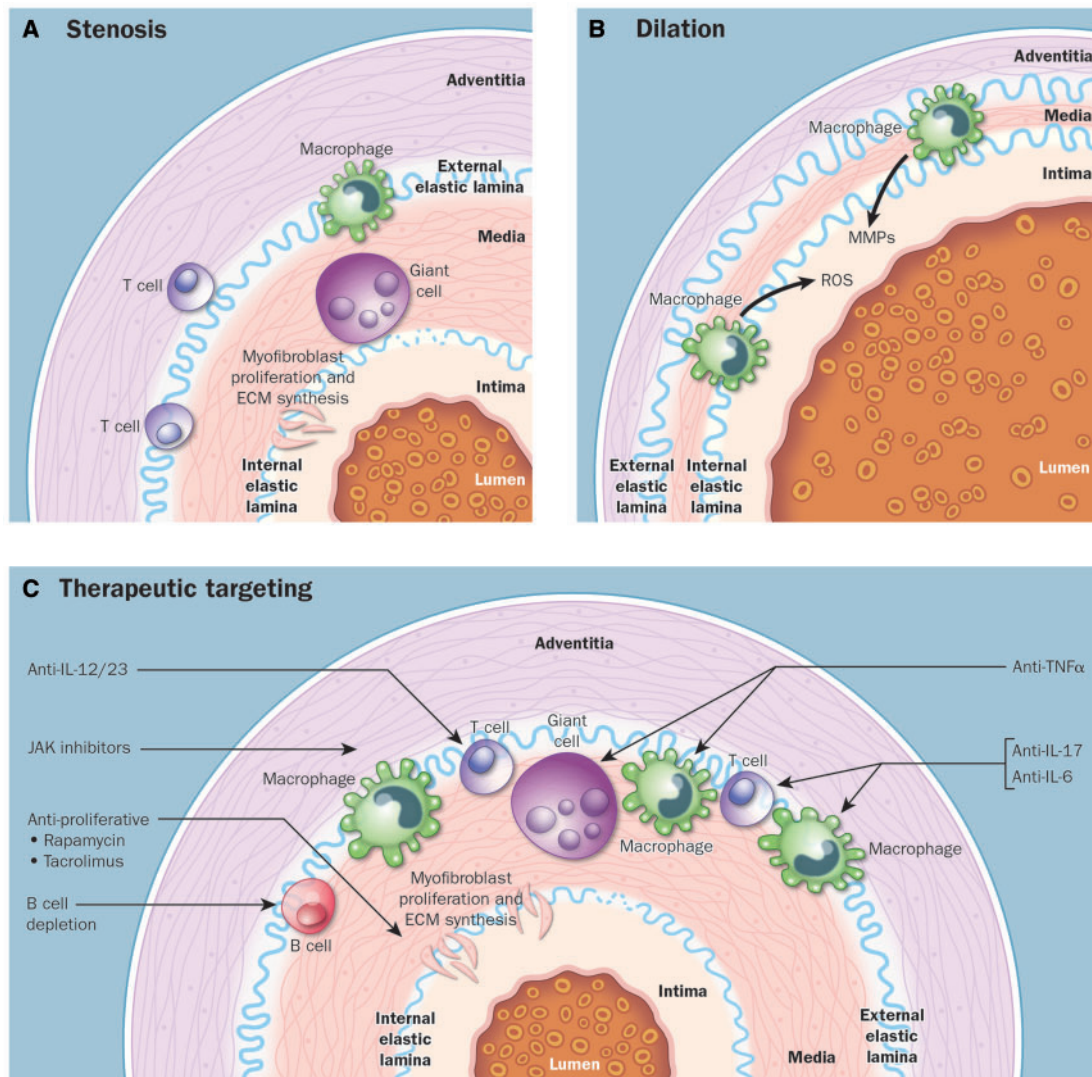 A Stenosis
Adventitia
Macrophage
External
elastic lamina
Media
T cell
Giant
cell
Myofibroblast
proliferation and
ECM synthesis
Intima
T cell
Internal
elastic
lamina
Lumen
B Dilation
Adventitia
Media
Macrophage
Intima
MMPs
ROS
Macrophage
External
elastic
lamina
Internal
elastic
lamina
Lumen
C Therapeutic targeting
Adventitia
Anti-IL-12/23
Anti-TNFα
T cell
Giant
cell
JAK inhibitors
T cell
Anti-IL-17
Anti-IL-6
Macrophage
Anti-proliferative
• Rapamycin
• Tacrolimus
Macrophage
Macrophage
Myofibroblast
proliferation and
ECM synthesis
B cell
depletion
B cell
Intima
Internal
elastic
lamina
External
elastic
lamina
Media
Lumen